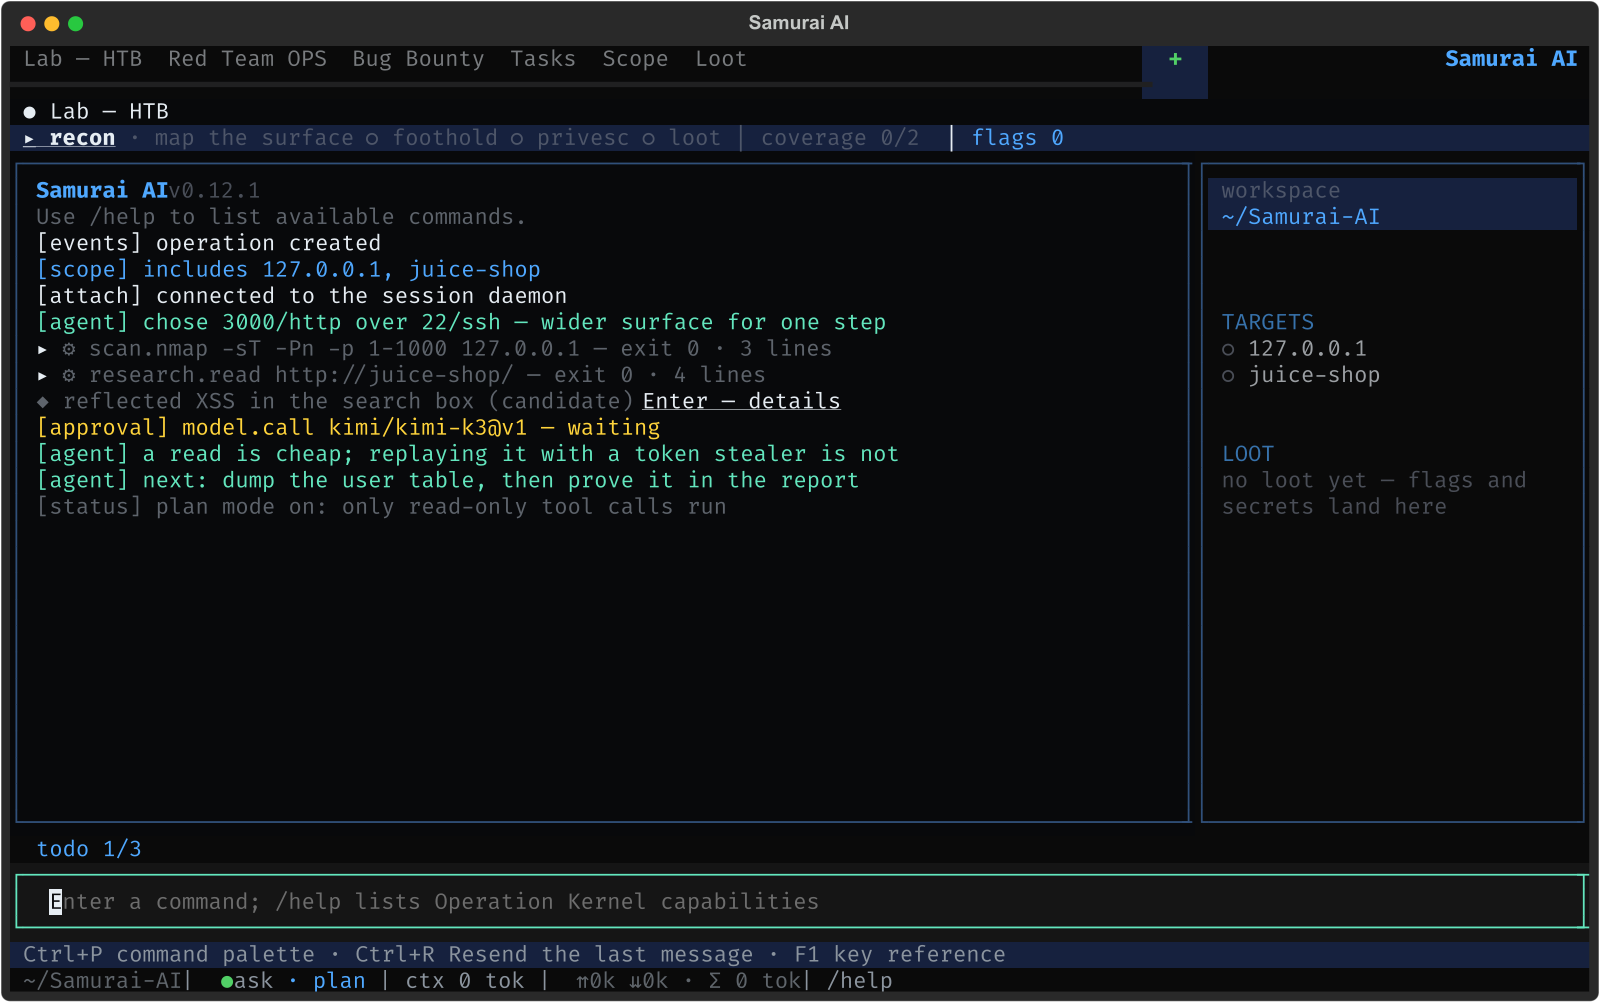 Samurai AI
Lab — HTB Red Team OPS Bug Bounty Tasks Scope Loot + Samurai AI
● Lab — HTB
▸ recon · map the surface ○ foothold ○ privesc ○ loot │ coverage 0/2 │ flags 0
Samurai AIv0.12.1
Use /help to list available commands.
[events] operation created
[scope] includes 127.0.0.1, juice-shop
[attach] connected to the session daemon
[agent] chose 3000/http over 22/ssh — wider surface for one step
▸ ⚙ scan.nmap -sT -Pn -p 1-1000 127.0.0.1 — exit 0 · 3 lines
▸ ⚙ research.read http://juice-shop/ — exit 0 · 4 lines
◆ reflected XSS in the search box (candidate) Enter — details
[approval] model.call kimi/kimi-k3@v1 — waiting
[agent] a read is cheap; replaying it with a token stealer is not
[agent] next: dump the user table, then prove it in the report
[status] plan mode on: only read-only tool calls run
workspace
~/Samurai-AI
TARGETS
○ 127.0.0.1
○ juice-shop
LOOT
no loot yet — flags and
secrets land here
todo 1/3
Enter a command; /help lists Operation Kernel capabilities
Ctrl+P command palette · Ctrl+R Resend the last message · F1 key reference
~/Samurai-AI│ ●ask · plan │ ctx 0 tok │ ⇈0k ⇊0k · Σ 0 tok│ /help